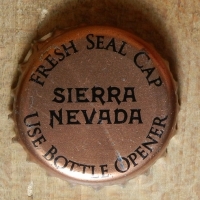 FRESH SEAL CAP
SIERRA
NEVADA
USE BOTTLE OPENER